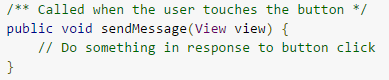 /** Called when the user touches the button */
public void sendMessage(View view) {
    // Do something in response to button click
}